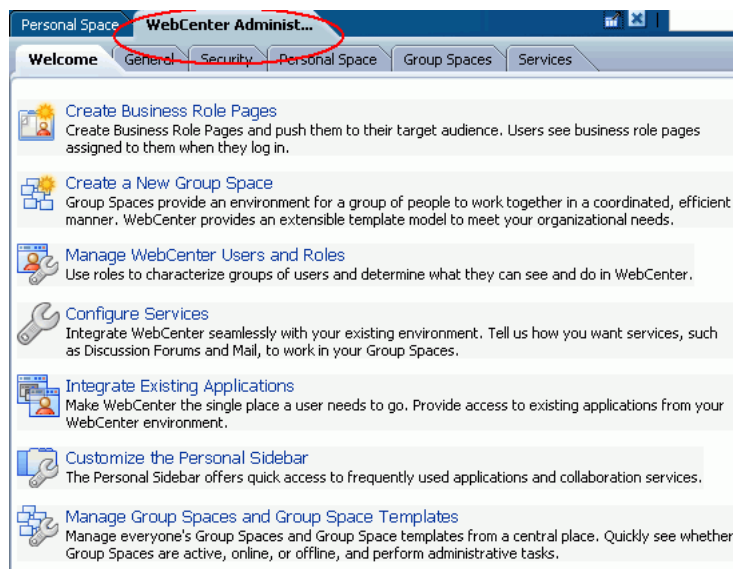 Personal Space WebCenter Administ...
Welcome General Security Personal Space Group Spaces Services
Create Business Role Pages
Create Business Role Pages and push them to their target audience. Users see business role pages
assigned to them when they log in.
Create a New Group Space
Group Spaces provide an environment for a group of people to work together in a coordinated, efficient
manner. WebCenter provides an extensible template model to meet your organizational needs.
Manage WebCenter Users and Roles
Use roles to characterize groups of users and determine what they can see and do in WebCenter.
Configure Services
Integrate WebCenter seamlessly with your existing environment. Tell us how you want services, such
as Discussion Forums and Mail, to work in your Group Spaces.
Integrate Existing Applications
Make WebCenter the single place a user needs to go. Provide access to existing applications from your
WebCenter environment.
Customize the Personal Sidebar
The Personal Sidebar offers quick access to frequently used applications and collaboration services.
Manage Group Spaces and Group Space Templates
Manage everyone's Group Spaces and Group Space templates from a central place. Quickly see whether
Group Spaces are active, online, or offline, and perform administrative tasks.